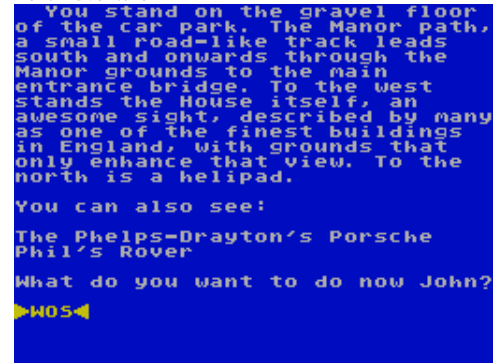 You stand on the gravel floor
of the car park. The Manor path,
a small road-like track leads
south and onwards through the
Manor grounds to the main
entrance bridge. To the west
stands the House itself, an
awesome sight, described by many
as one of the finest buildings
in England, with grounds that
only enhance that view. To the
north is a helipad.
You can also see:
The Phelps-Drayton's Porsche
Phil's Rover
What do you want to do now John?
►WOS◄